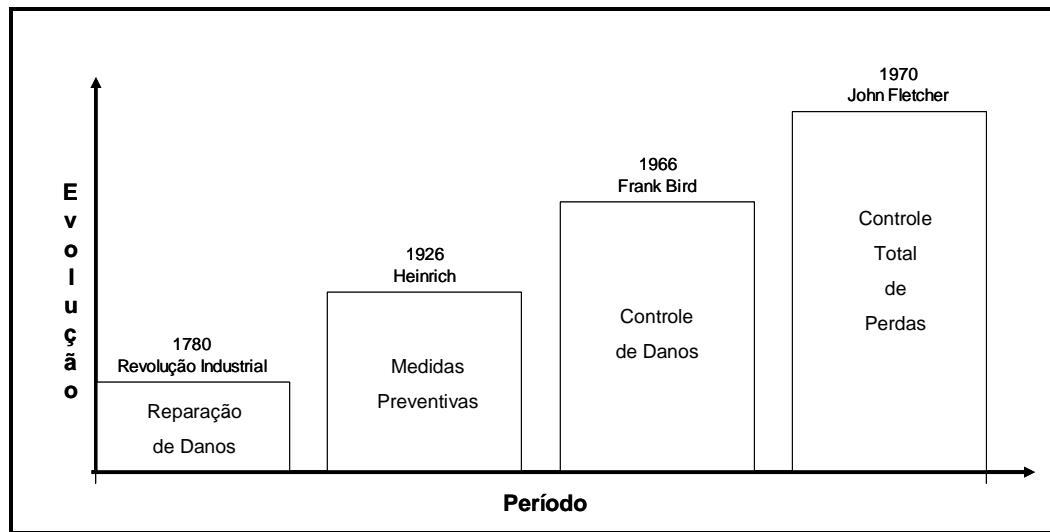 Evolução
1780
Revolução Industrial
Reparação
de Danos
1926
Heinrich
Medidas
Preventivas
1966
Frank Bird
Controle
de Danos
1970
John Fletcher
Controle
Total
de
Perdas
Período